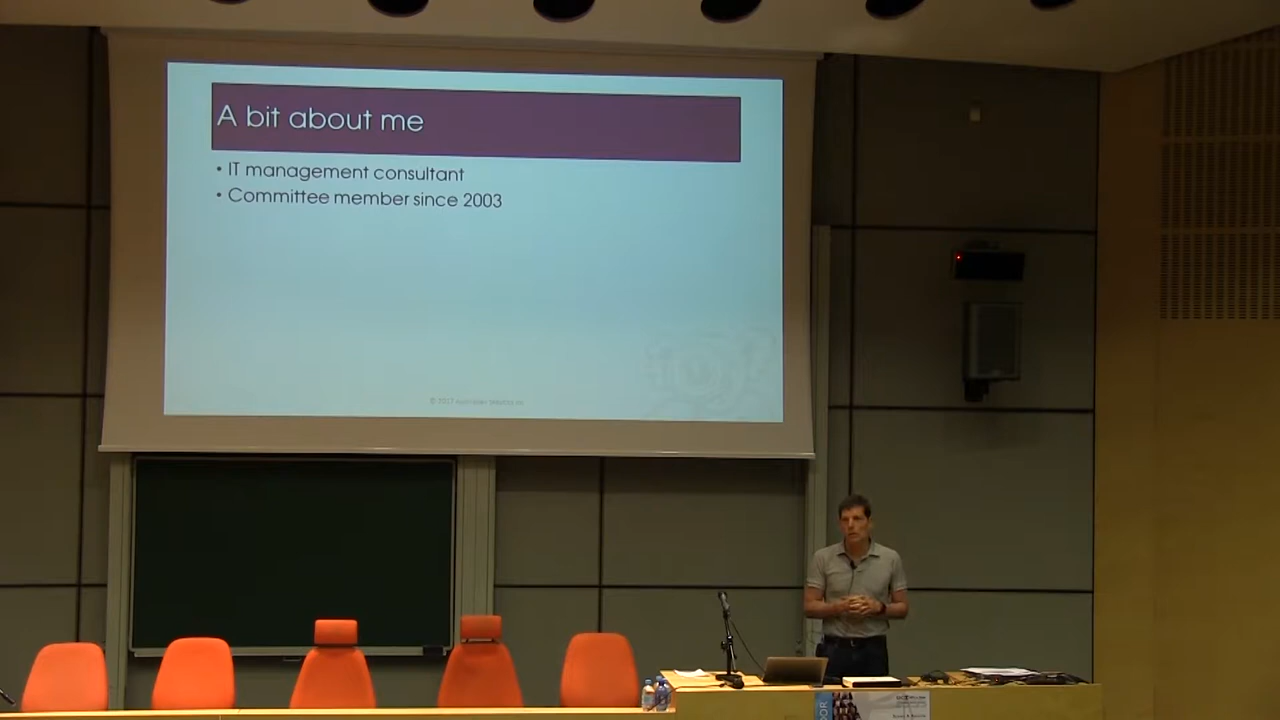 A bit about me
• IT management consultant
• Committee member since 2003